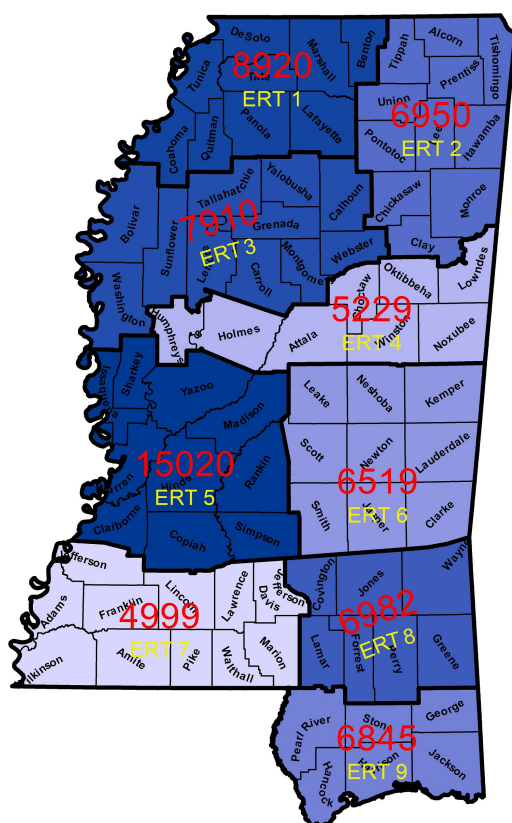 DeSoto
Marshall
Benton
Tippah
Alcorn
Tishomingo
Tunica
8920
ERT 1
Prentiss
Union
6950
ERT 2
Coahoma
Quitman
Panola
Lafayette
Pontotoc
Itawamba
Bolivar
Tallahatchie
Yalobusha
Calhoun
Chickasaw
Monroe
Sunflower
7910
ERT 3
Grenada
Clay
Washington
Carroll
Montgome
Webster
Oktibbeha
Lowndes
Humphreys
Holmes
Attala
5229
ERT 4
Winston
Noxubee
Sharkey
Yazoo
Madison
Leake
Neshoba
Kemper
15020
ERT 5
Hinds
Rankin
Scott
Newton
Lauderdale
6519
ERT 6
Claiborne
Copiah
Simpson
Smith
Clarke
Jefferson
Adams
Franklin
Lincoln
Lawrence
Jefferson
Davis
Covington
Jones
Wayne
4999
ERT 7
6982
ERT 8
Amite
Pike
Walthall
Marion
Lamar
Forrest
Perry
Greene
Pearl River
Stone
George
6845
ERT 9
Hancock
Jackson